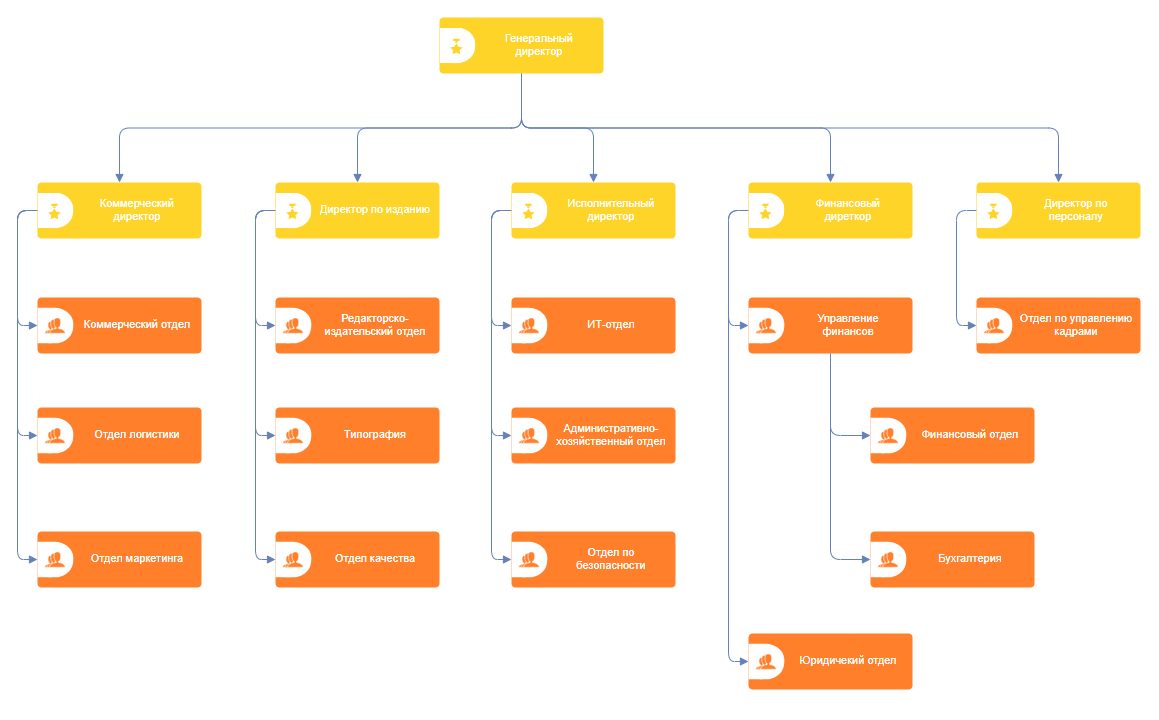 Генеральный
директор
Коммерческий
директор
Директор по изданию
Исполнительный
директор
Финансовый
диреткор
Директор по
персоналу
Коммерческий отдел
Редакторско-
издательский отдел
ИТ-отдел
Управление
финансов
Отдел по управлению
кадрами
Отдел логистики
Типография
Административно-
хозяйственный отдел
Финансовый отдел
Отдел маркетинга
Отдел качества
Отдел по
безопасности
Бухгалтерия
Юридичекий отдел